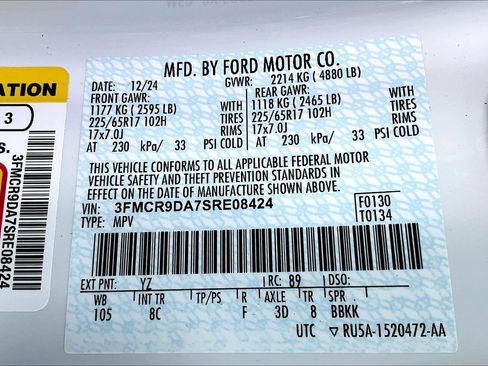 MFD. BY FORD MOTOR CO.
DATE: 12/24 GVWR: 2214 KG ( 4880 LB)
FRONT GAWR: REAR GAWR:
1177 KG ( 2595 LB) WITH 1118 KG ( 2465 LB) WITH
225/65R17 102H TIRES 225/65R17 102H TIRES
17x7.0J RIMS 17x7.0J RIMS
AT 230 kPa/ 33 PSI COLD AT 230 kPa/ 33 PSI COLD
THIS VEHICLE CONFORMS TO ALL APPLICABLE FEDERAL MOTOR
VEHICLE SAFETY AND THEFT PREVENTION STANDARDS IN
EFFECT ON THE DATE OF MANUFACTURE SHOWN ABOVE.
VIN: 3FMCR9DA7SRE08424 F0130
TYPE: MPV T0134
EXT PNT: YZ RC: 89 DSO:
WB INT TR TP/PS R AXLE TR SPR
105 8C F 3D 8 BBKK
UTC ▽ RU5A-1520472-AA
ATION
3
s.
3FMCR9DA7SRE08424